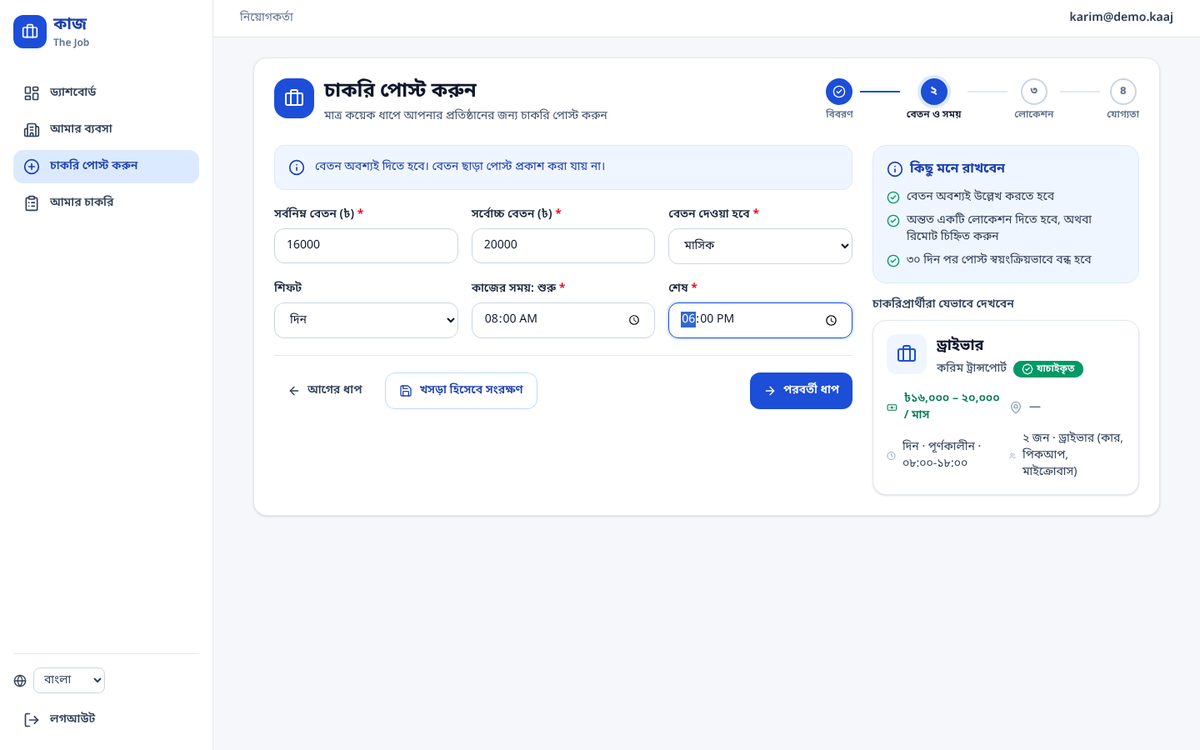 কাজ
The Job
ড্যাশবোর্ড
আমার ব্যবসা
চাকরি পোস্ট করুন
আমার চাকরি
বাংলা
লগআউট
নিয়োগকর্তা
karim@demo.kaaj
চাকরি পোস্ট করুন
মাত্র কয়েক ধাপে আপনার প্রতিষ্ঠানের জন্য চাকরি পোস্ট করুন
২ ৩ ৪
বিবরণ বেতন ও সময় লোকেশন যোগ্যতা
বেতন অবশ্যই দিতে হবে। বেতন ছাড়া পোস্ট প্রকাশ করা যায় না।
সর্বনিম্ন বেতন (৳) * সর্বোচ্চ বেতন (৳) * বেতন দেওয়া হবে *
16000 20000 মাসিক
শিফট কাজের সময়: শুরু * শেষ *
দিন 08:00 AM 06:00 PM
আগের ধাপ খসড়া হিসেবে সংরক্ষণ পরবর্তী ধাপ
কিছু মনে রাখবেন
বেতন অবশ্যই উল্লেখ করতে হবে
অন্তত একটি লোকেশন দিতে হবে, অথবা
রিমোট চিহ্নিত করুন
৩০ দিন পর পোস্ট স্বয়ংক্রিয়ভাবে বন্ধ হবে
চাকরিপ্রার্থীরা যেভাবে দেখবেন
ড্রাইভার
করিম ট্রান্সপোর্ট যাচাইকৃত
৳১৬,০০০ – ২০,০০০
/ মাস
—
দিন · পূর্ণকালীন ·
০৮:০০-১৮:০০
২ জন · ড্রাইভার (কার,
পিকআপ,
মাইক্রোবাস)